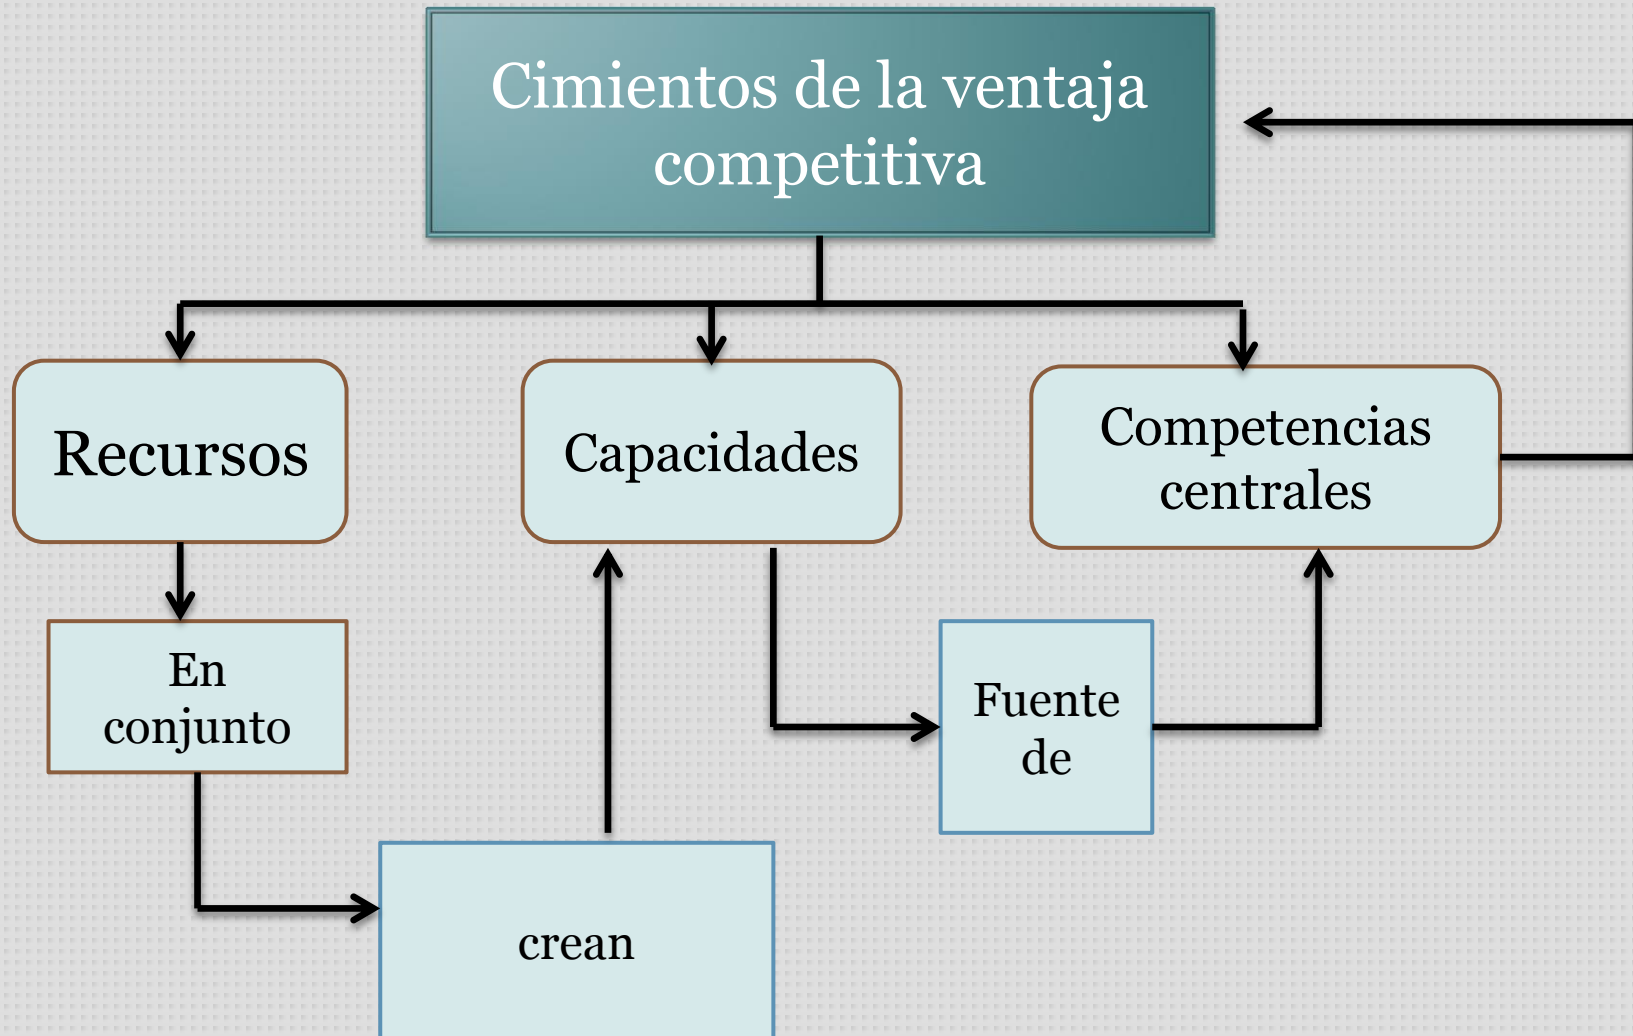 Cimientos de la ventaja
competitiva
Recursos
Capacidades
Competencias
centrales
En
conjunto
Fuente
de
crean